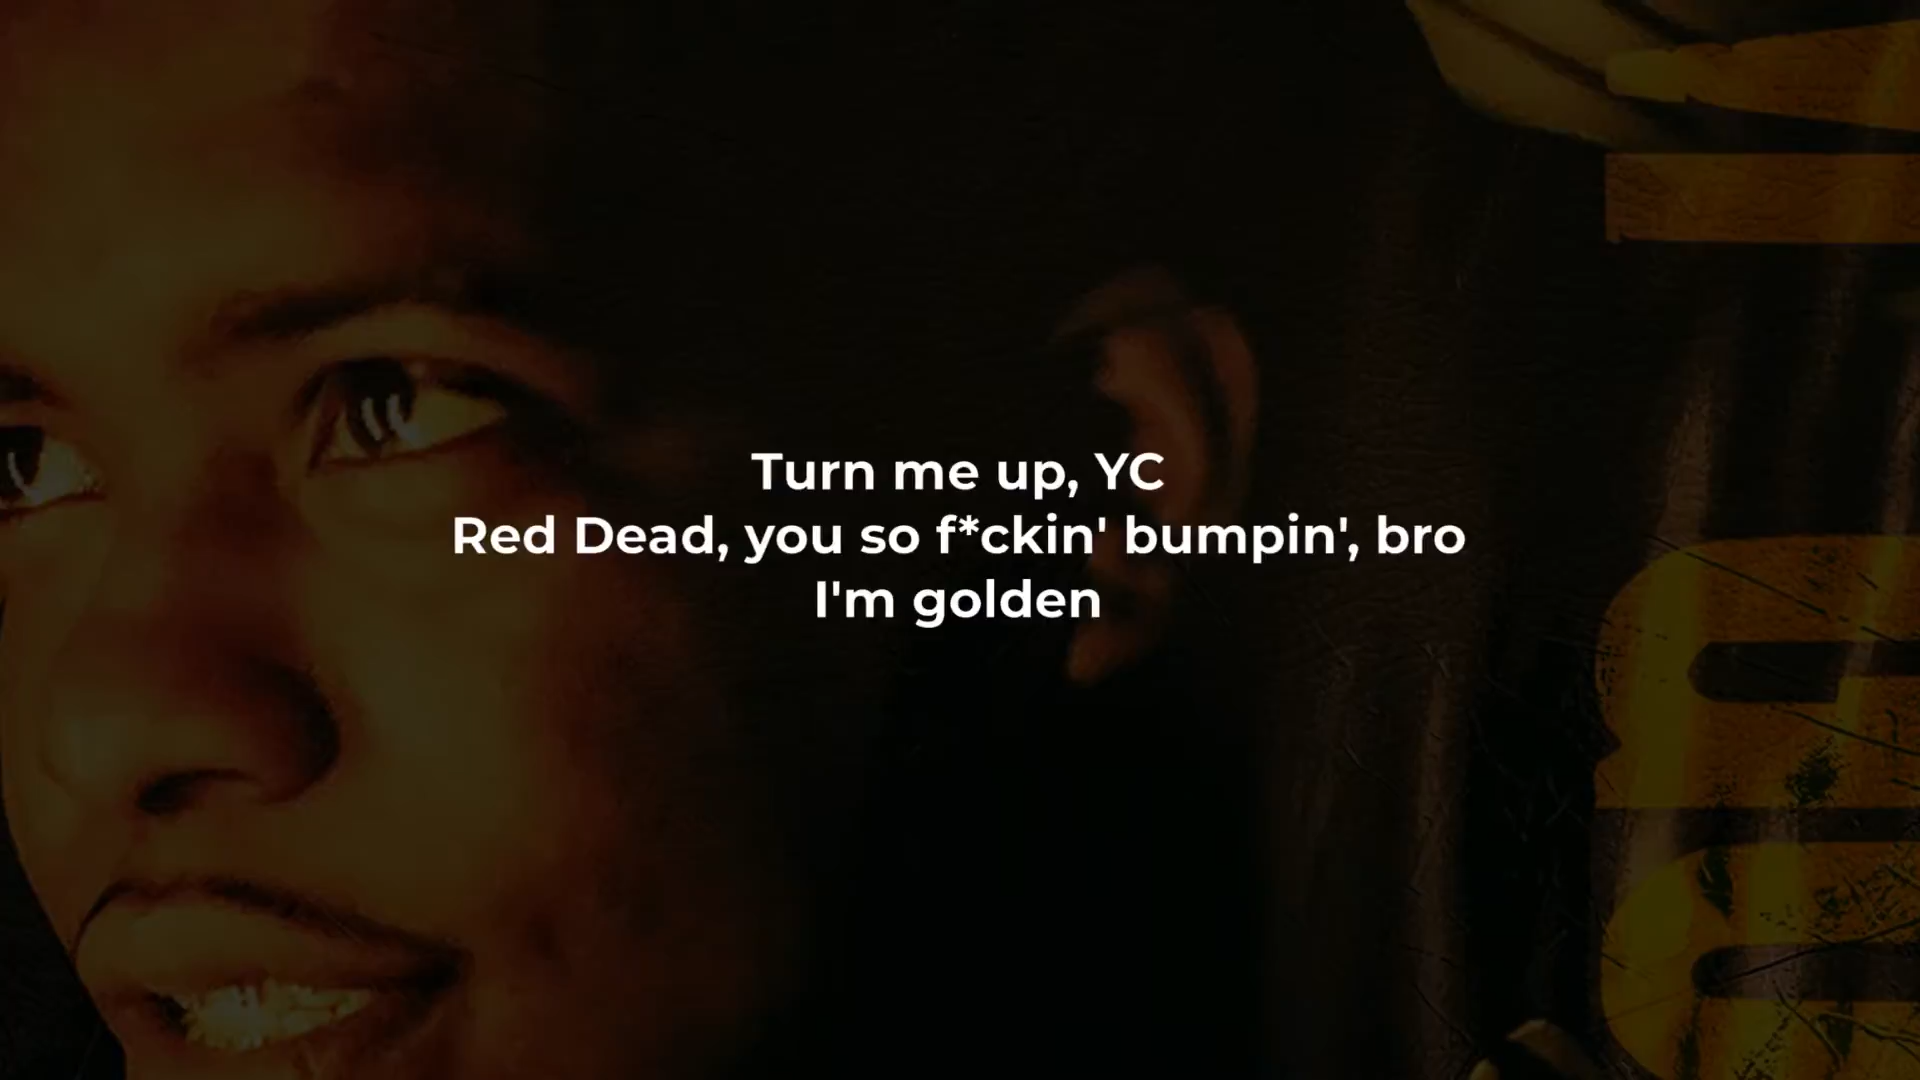 Turn me up, YC
Red Dead, you so f*ckin' bumpin', bro
I'm golden